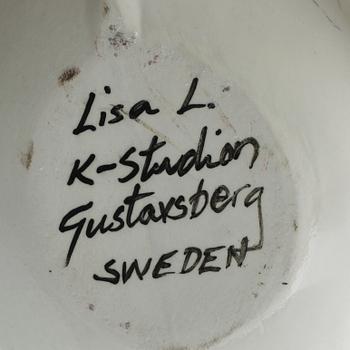 Lisa L.
K-Studion
Gustavsberg
SWEDEN